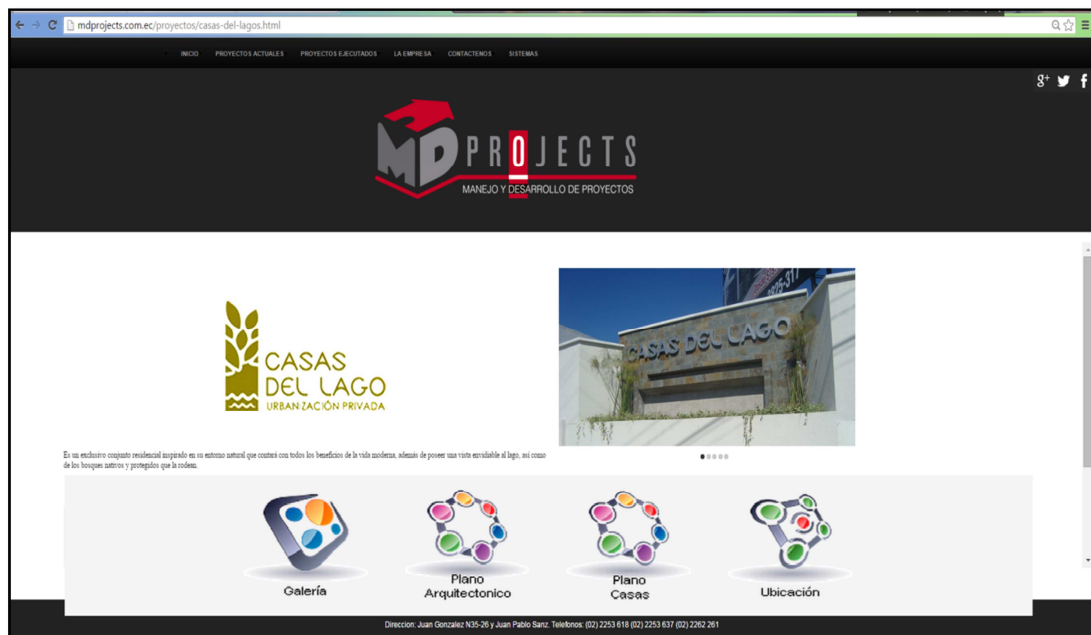 mdprojects.com.ec/proyectos/casas-del-lagos.html
INICIO PROYECTOS ACTUALES PROYECTOS EJECUTADOS LA EMPRESA CONTACTENOS SISTEMAS
g+ f
MD PROJECTS
MANEJO Y DESARROLLO DE PROYECTOS
CASAS
DEL LAGO
URBANIZACIÓN PRIVADA
2825-317
CASAS DEL LAGO
Es un exclusivo conjunto residencial inspirado en su entorno natural que contará con todos los beneficios de la vida moderna, además de poseer una vista envidiable al lago, así como
de los bosques nativos y protegidos que la rodean.
Galería
Plano
Arquitectonico
Plano
Casas
Ubicación
Direccion: Juan Gonzalez N35-26 y Juan Pablo Sanz. Telefonos: (02) 2253 618 (02) 2253 637 (02) 2262 261